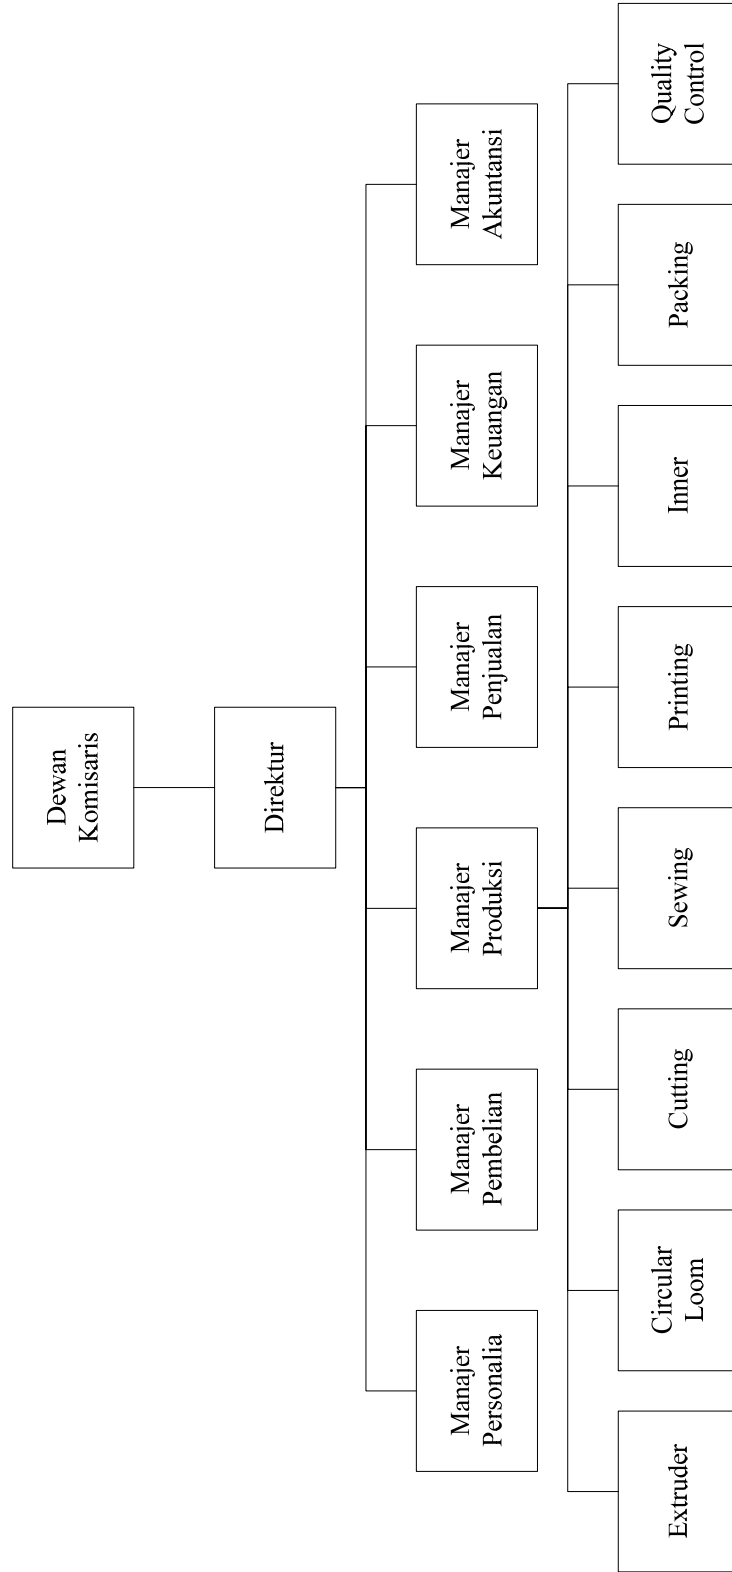 Dewan
Komisaris
Direktur
Manajer
Personalia
Manajer
Pembelian
Manajer
Produksi
Manajer
Penjualan
Manajer
Keuangan
Manajer
Akuntansi
Extruder
Circular
Loom
Cutting
Sewing
Printing
Inner
Packing
Quality
Control